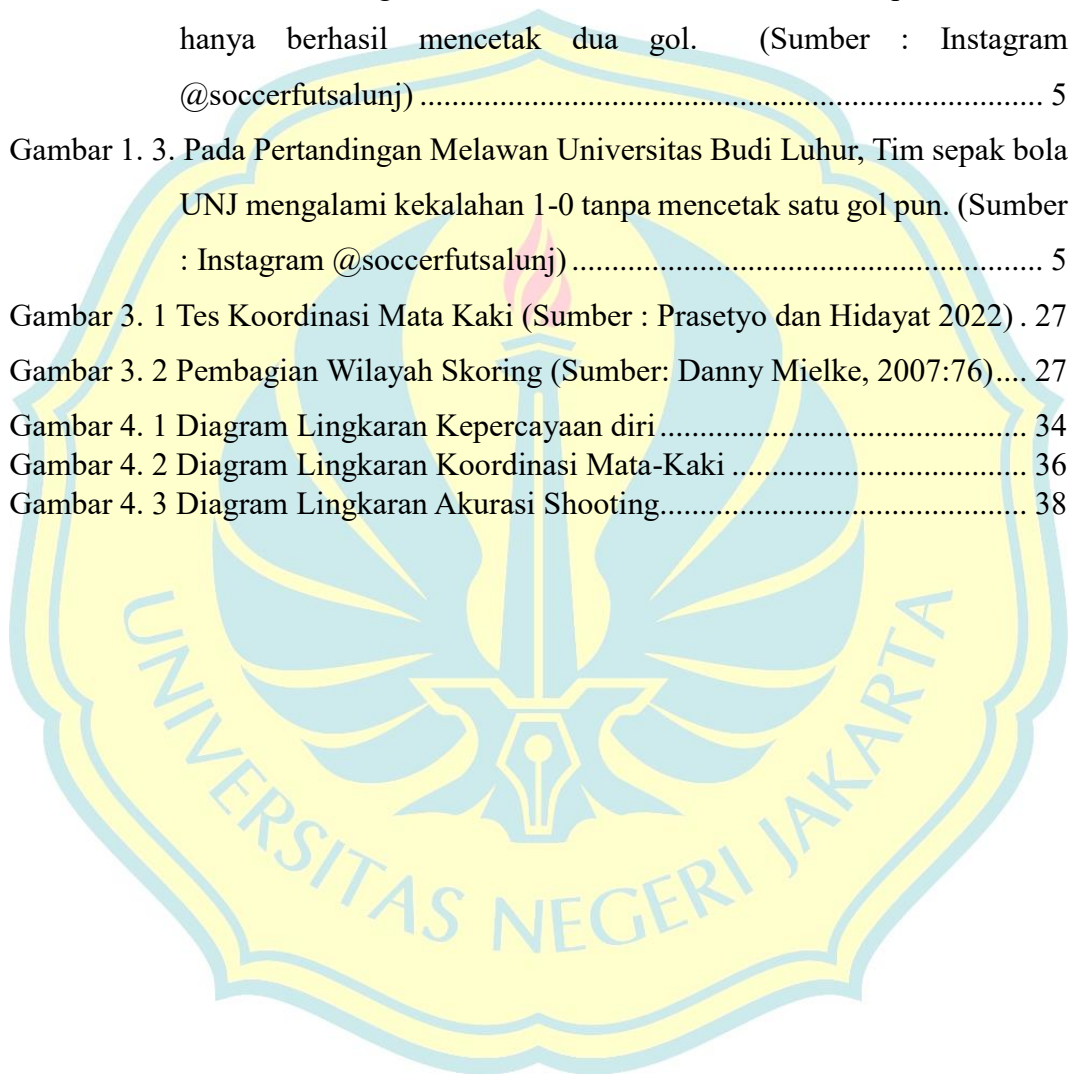 hanya berhasil mencetak dua gol. (Sumber : Instagram
@soccerfutsalunj) ........................................................................... 5
Gambar 1. 3. Pada Pertandingan Melawan Universitas Budi Luhur, Tim sepak bola
UNJ mengalami kekalahan 1-0 tanpa mencetak satu gol pun. (Sumber
: Instagram @soccerfutsalunj) ......................................................... 5
Gambar 3. 1 Tes Koordinasi Mata Kaki (Sumber : Prasetyo dan Hidayat 2022) . 27
Gambar 3. 2 Pembagian Wilayah Skoring (Sumber: Danny Mielke, 2007:76).... 27
Gambar 4. 1 Diagram Lingkaran Kepercayaan diri ............................................ 34
Gambar 4. 2 Diagram Lingkaran Koordinasi Mata-Kaki ................................... 36
Gambar 4. 3 Diagram Lingkaran Akurasi Shooting............................................ 38
UNIVERSITAS NEGERI JAKARTA